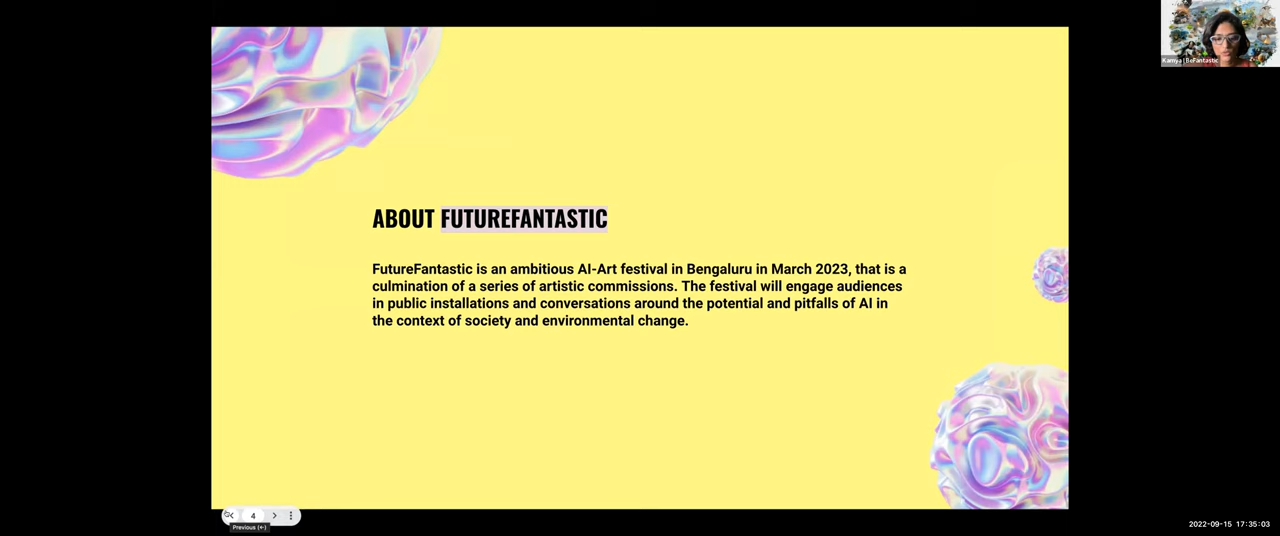 Kamya | BeFantastic
ABOUT FUTUREFANTASTIC
FutureFantastic is an ambitious AI-Art festival in Bengaluru in March 2023, that is a
culmination of a series of artistic commissions. The festival will engage audiences
in public installations and conversations around the potential and pitfalls of AI in
the context of society and environmental change.
4
Previous (←)
2022-09-15 17:35:03